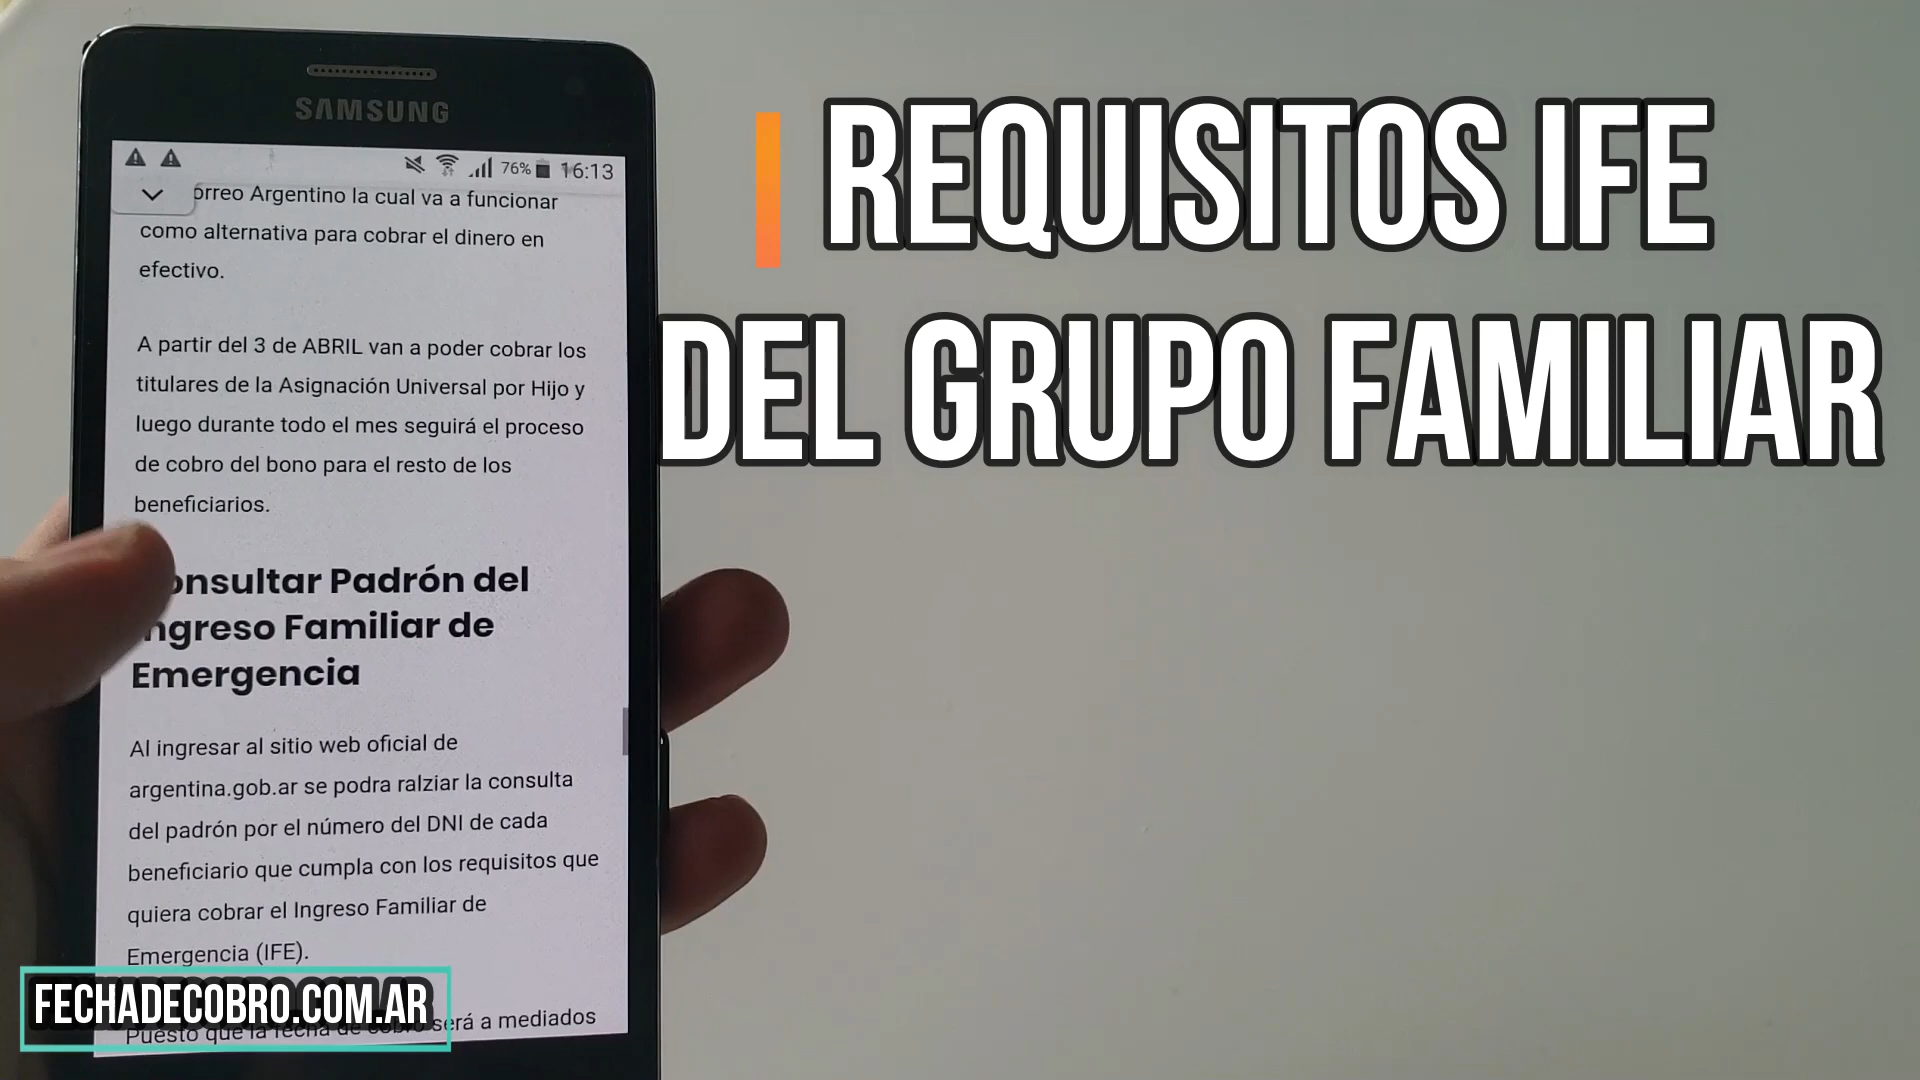 SAMSUNG
76% 16:13
orreo Argentino la cual va a funcionar
como alternativa para cobrar el dinero en
efectivo.
A partir del 3 de ABRIL van a poder cobrar los
titulares de la Asignación Universal por Hijo y
luego durante todo el mes seguirá el proceso
de cobro del bono para el resto de los
beneficiarios.
onsultar Padrón del
ngreso Familiar de
Emergencia
Al ingresar al sitio web oficial de
argentina.gob.ar se podra ralziar la consulta
del padrón por el número del DNI de cada
beneficiario que cumpla con los requisitos que
quiera cobrar el Ingreso Familiar de
Emergencia (IFE).
Puesto que la fecha de cobro será a mediados
REQUISITOS IFE
DEL GRUPO FAMILIAR
FECHADECOBRO.COM.AR